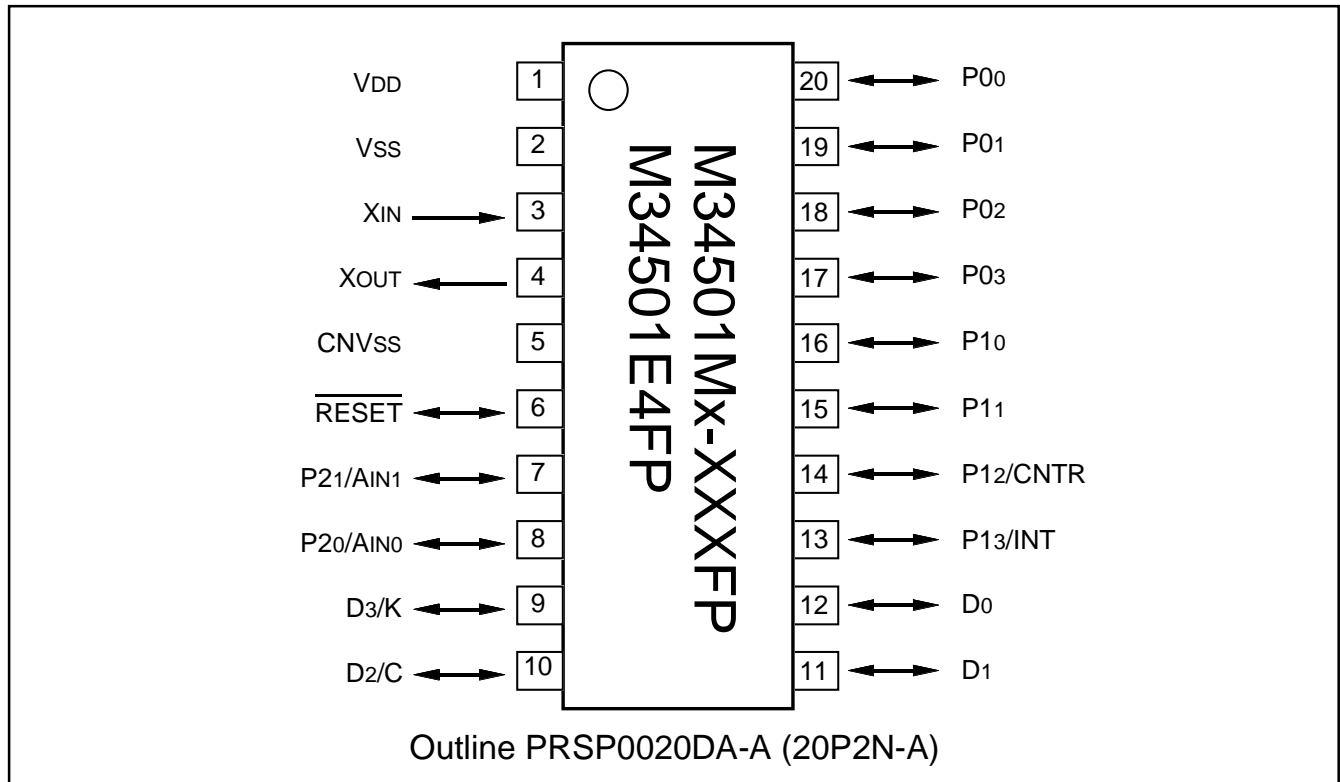 VDD 1 20 P00
VSS 2 19 P01
XIN 3 18 P02
XOUT 4 17 P03
CNVSS 5 16 P10
RESET 6 15 P11
P21/AIN1 7 14 P12/CNTR
P20/AIN0 8 13 P13/INT
D3/K 9 12 D0
D2/C 10 11 D1
M34501Mx-XXXFP
M34501E4FP
Outline PRSP0020DA-A (20P2N-A)